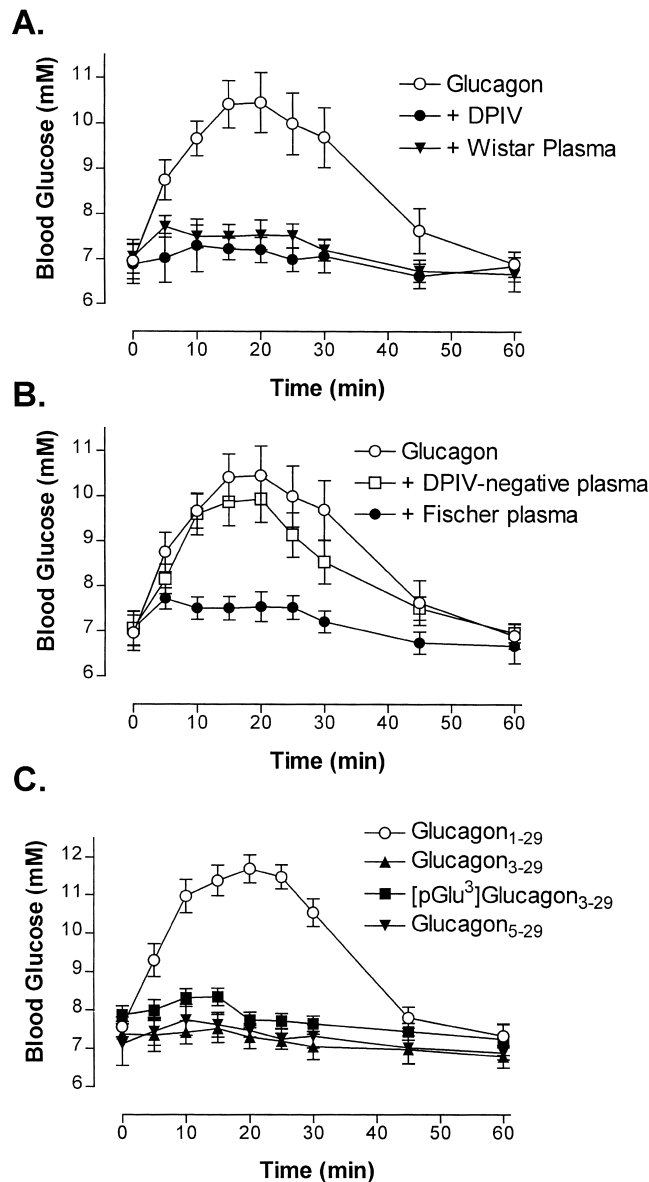 A.
Blood Glucose (mM)
11
10
9
8
7
6
Glucagon
+ DPIV
+ Wistar Plasma
0 10 20 30 40 50 60
Time (min)
B.
Blood Glucose (mM)
11
10
9
8
7
6
Glucagon
+ DPIV-negative plasma
+ Fischer plasma
0 10 20 30 40 50 60
Time (min)
C.
Blood Glucose (mM)
12
11
10
9
8
7
6
Glucagon1-29
Glucagon3-29
[pGlu3]Glucagon3-29
Glucagon5-29
0 10 20 30 40 50 60
Time (min)